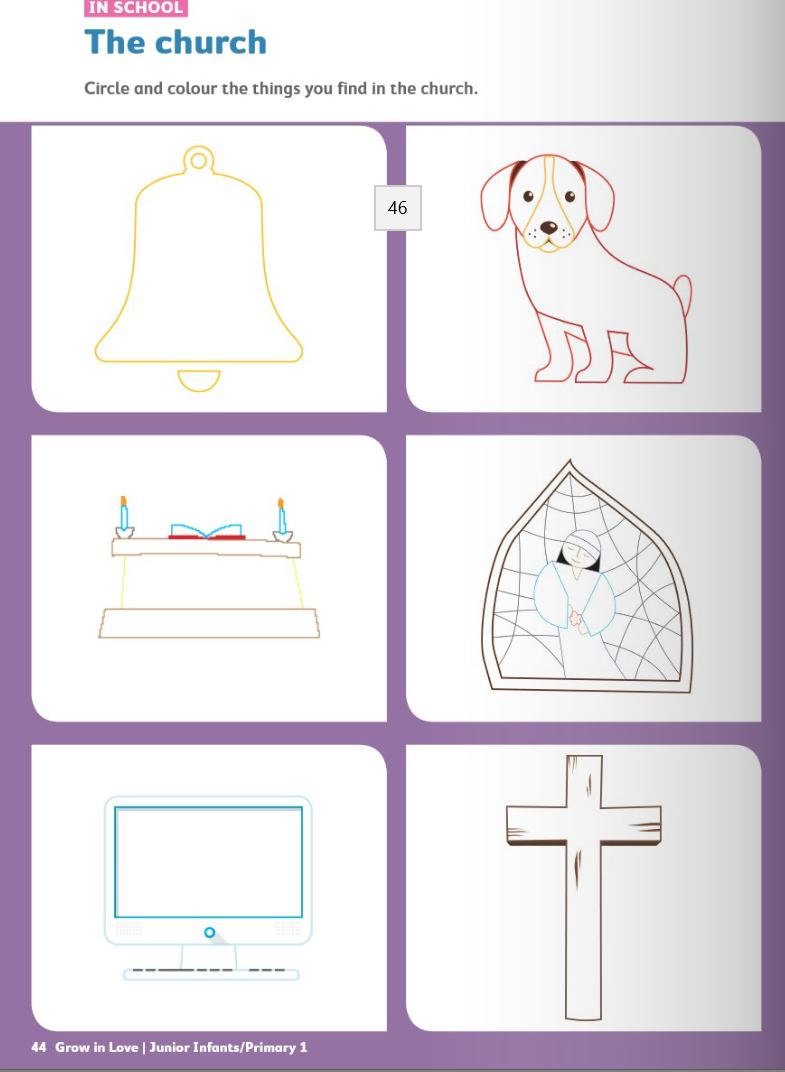 IN SCHOOL
The church
Circle and colour the things you find in the church.
46
44 Grow in Love | Junior Infants/Primary 1